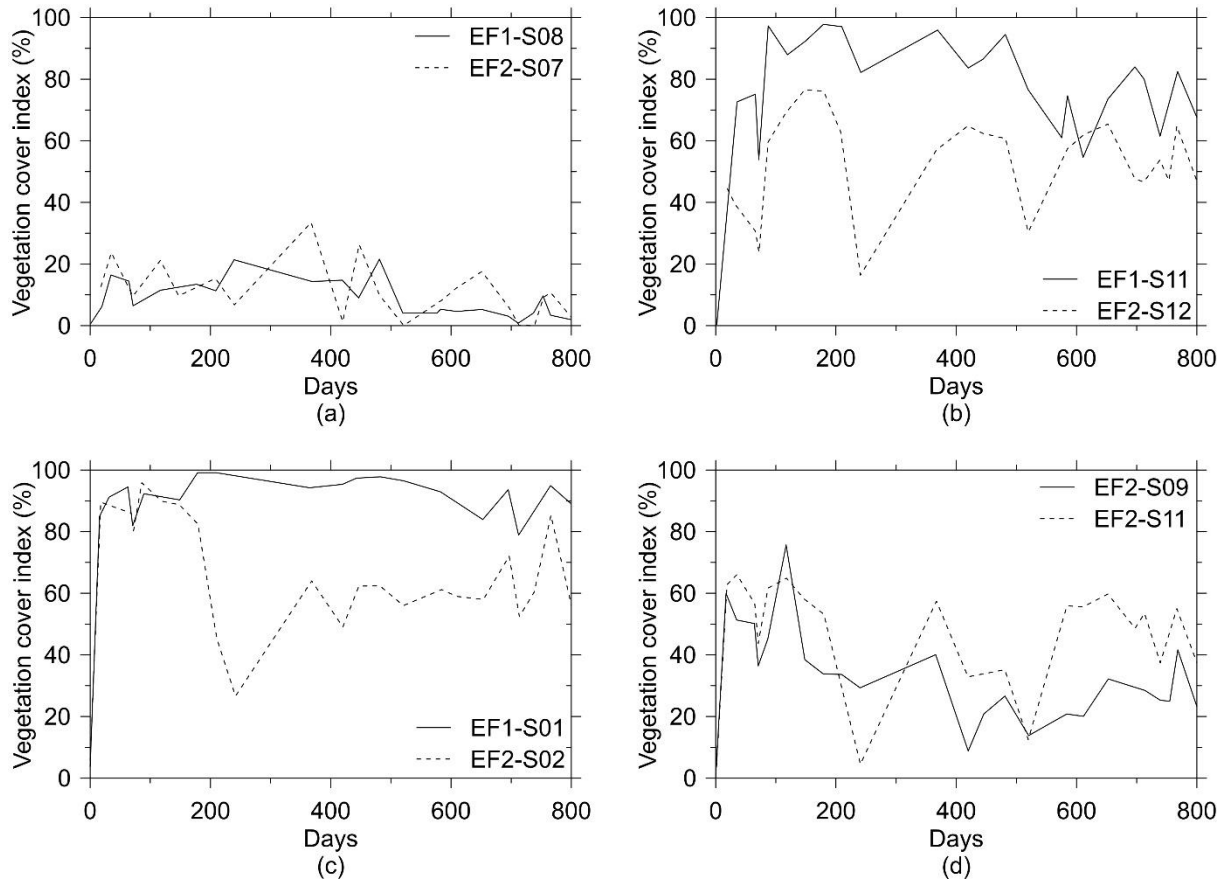 Vegetation cover index (%)
100
80
60
40
20
0
EF1-S08
EF2-S07
0 200 400 600 800
Days
(a)
Vegetation cover index (%)
100
80
60
40
20
0
EF1-S11
EF2-S12
0 200 400 600 800
Days
(b)
Vegetation cover index (%)
100
80
60
40
20
0
EF1-S01
EF2-S02
0 200 400 600 800
Days
(c)
Vegetation cover index (%)
100
80
60
40
20
0
EF2-S09
EF2-S11
0 200 400 600 800
Days
(d)